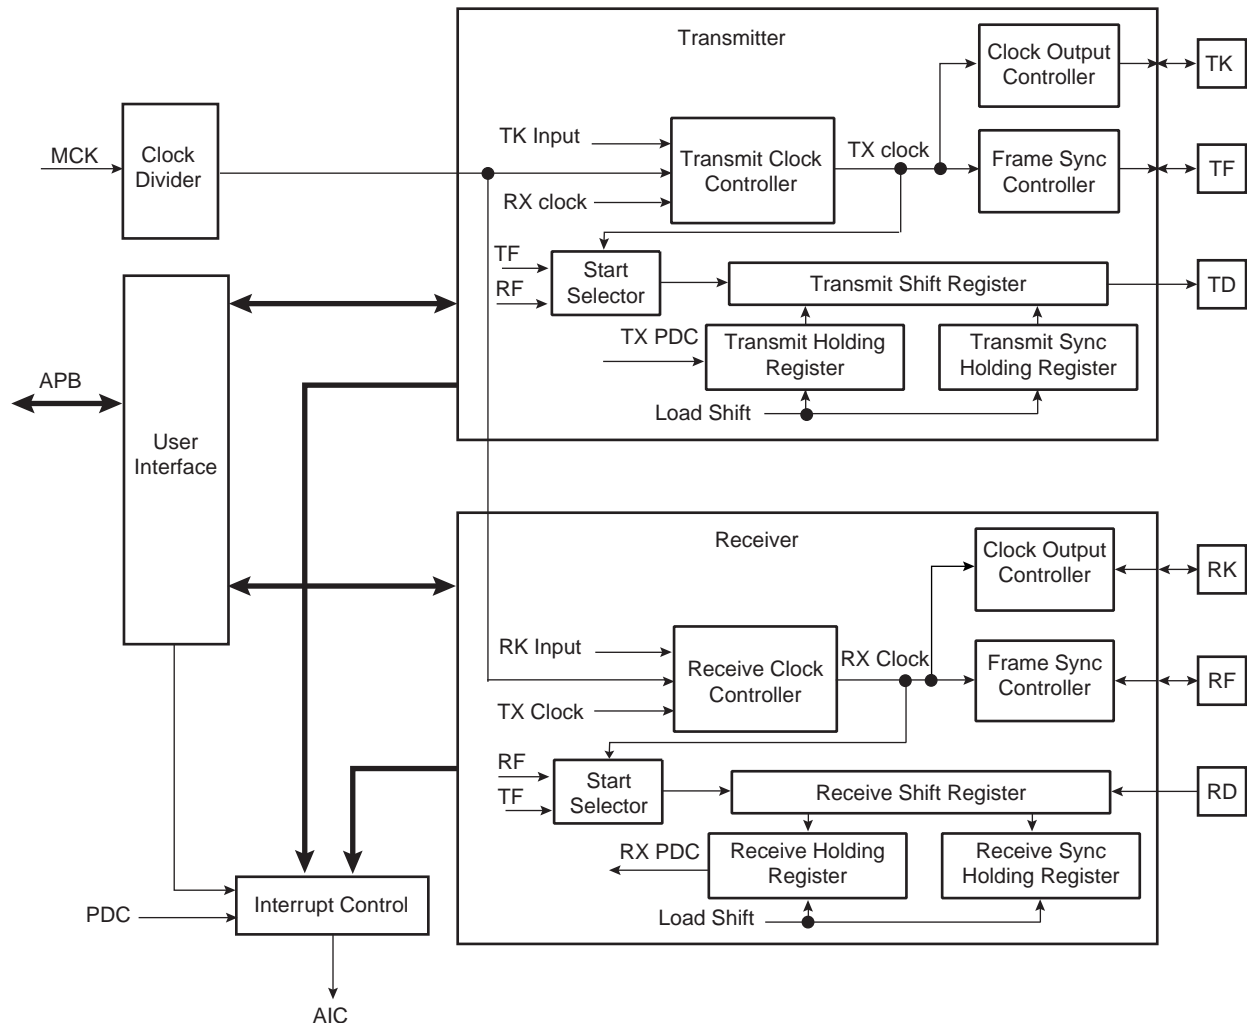 Transmitter
Clock Output
Controller
TK
MCK
Clock
Divider
TK Input
Transmit Clock
Controller
RX clock
TX clock
Frame Sync
Controller
TF
TF
RF
Start
Selector
Transmit Shift Register
TD
TX PDC
Transmit Holding
Register
Transmit Sync
Holding Register
Load Shift
APB
User
Interface
Receiver
Clock Output
Controller
RK
RK Input
Receive Clock
Controller
TX Clock
RX Clock
Frame Sync
Controller
RF
RF
TF
Start
Selector
Receive Shift Register
RD
RX PDC
Receive Holding
Register
Receive Sync
Holding Register
Load Shift
PDC
Interrupt Control
AIC